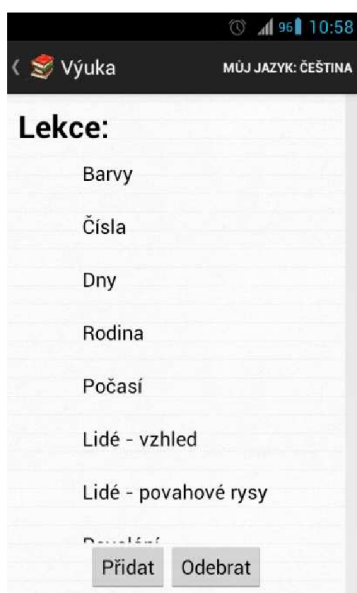 96 10:58
Výuka MŮJ JAZYK: ČEŠTINA
Lekce:
Barvy
Čísla
Dny
Rodina
Počasí
Lidé - vzhled
Lidé - povahové rysy
Přidat Odebrat